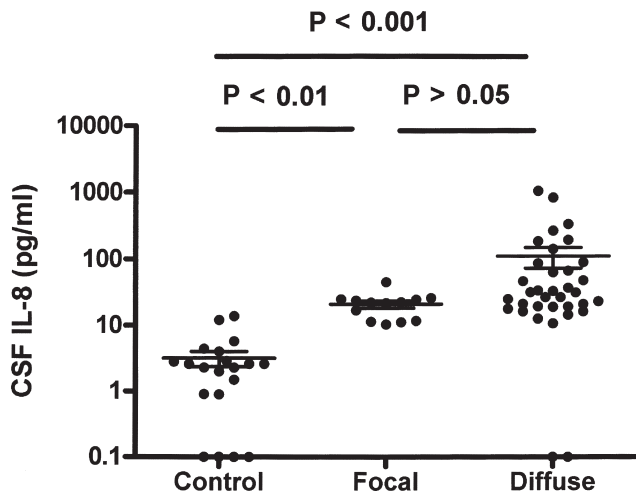 P < 0.001
P < 0.01
P > 0.05
CSF IL-8 (pg/ml)
10000
1000
100
10
1
0.1
Control
Focal
Diffuse